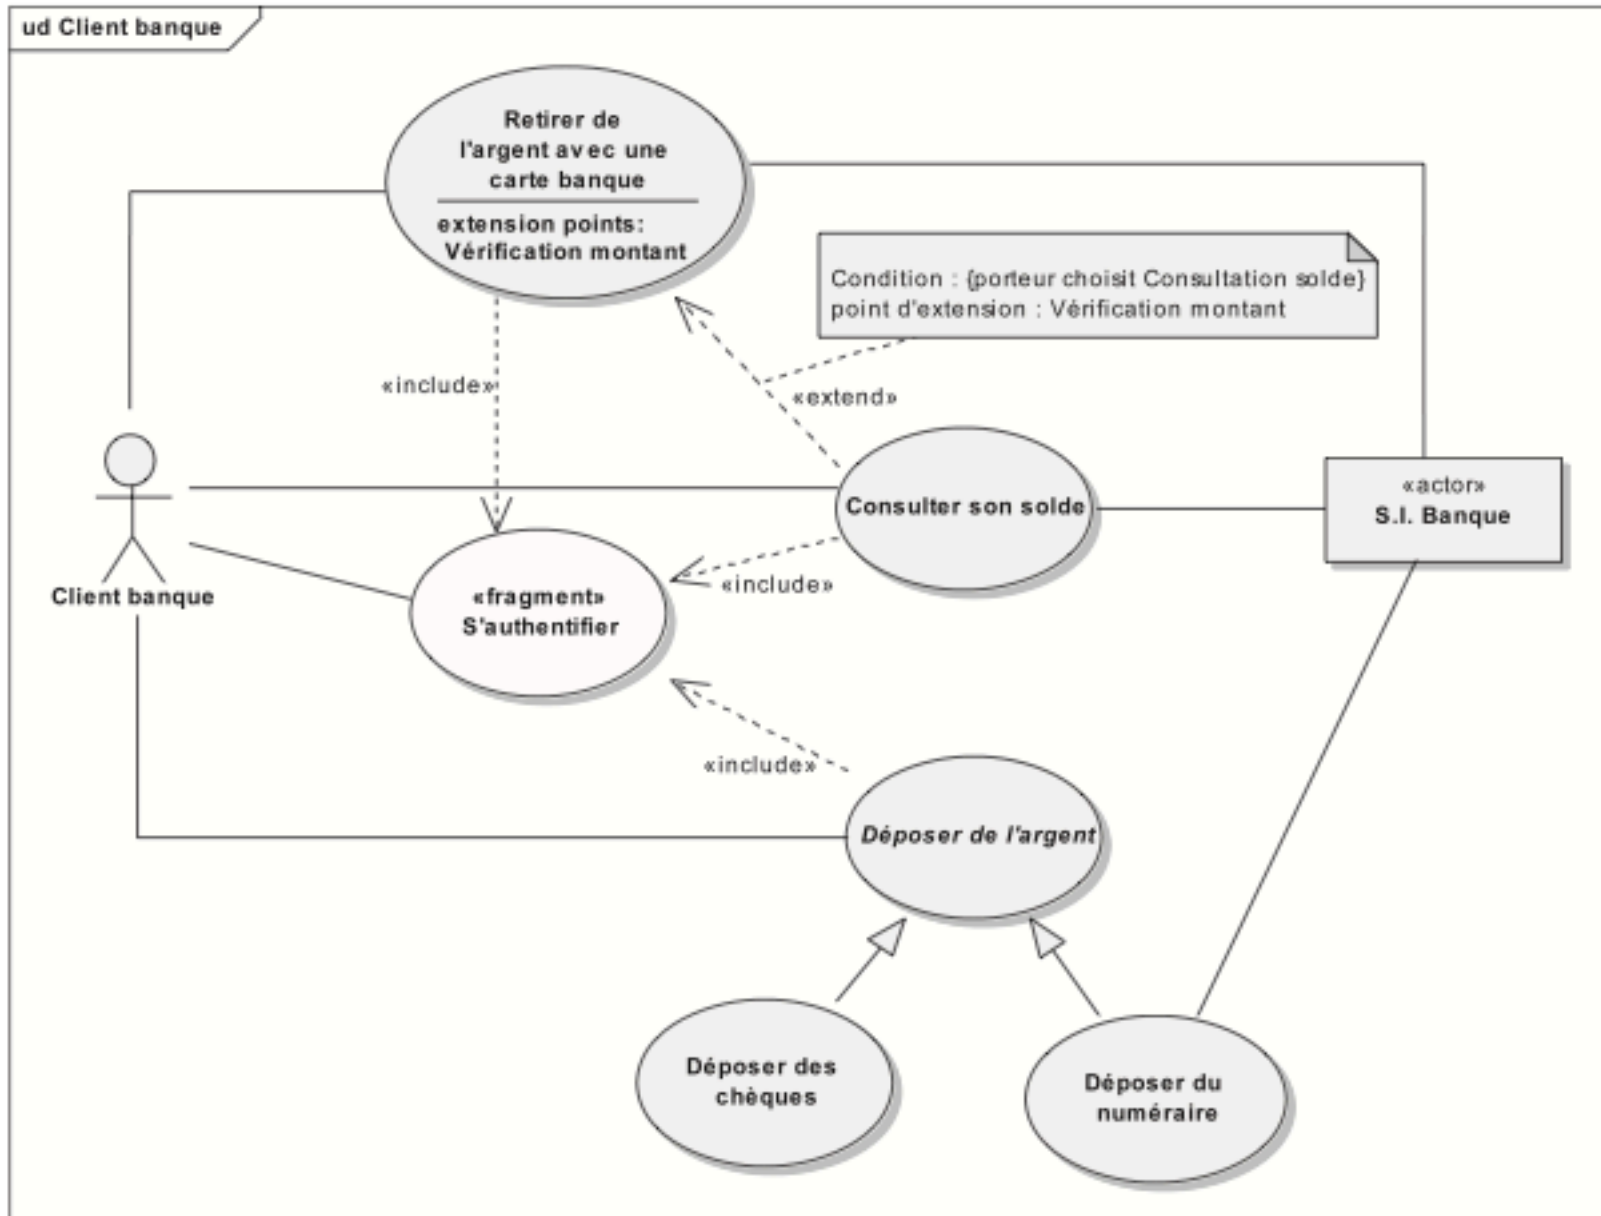 ud Client banque
Retirer de
l'argent avec une
carte banque
extension points:
Vérification montant
Condition : {porteur choisit Consultation solde}
point d'extension : Vérification montant
«include»
«extend»
«actor»
S.I. Banque
Consulter son solde
Client banque
«fragment»
S'authentifier
«include»
«include»
Déposer de l'argent
Déposer des
chèques
Déposer du
numéraire